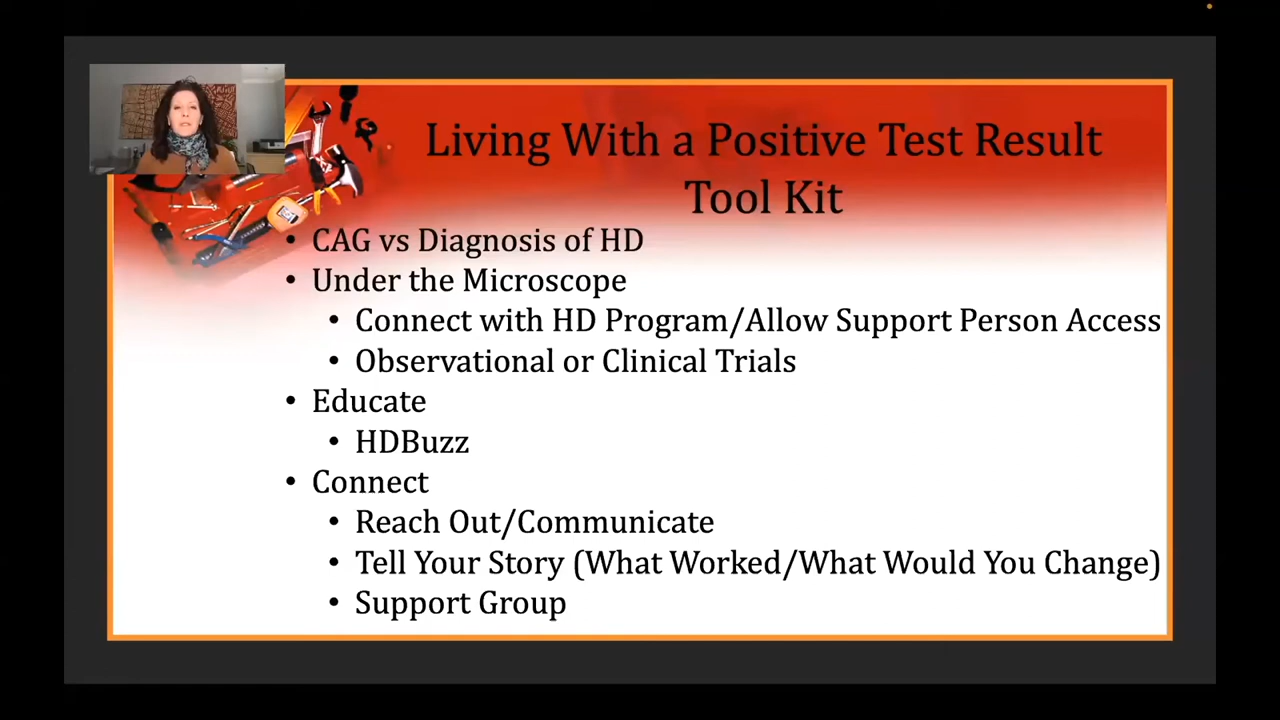 Living With a Positive Test Result
Tool Kit
• CAG vs Diagnosis of HD
• Under the Microscope
• Connect with HD Program/Allow Support Person Access
• Observational or Clinical Trials
• Educate
• HDBuzz
• Connect
• Reach Out/Communicate
• Tell Your Story (What Worked/What Would You Change)
• Support Group